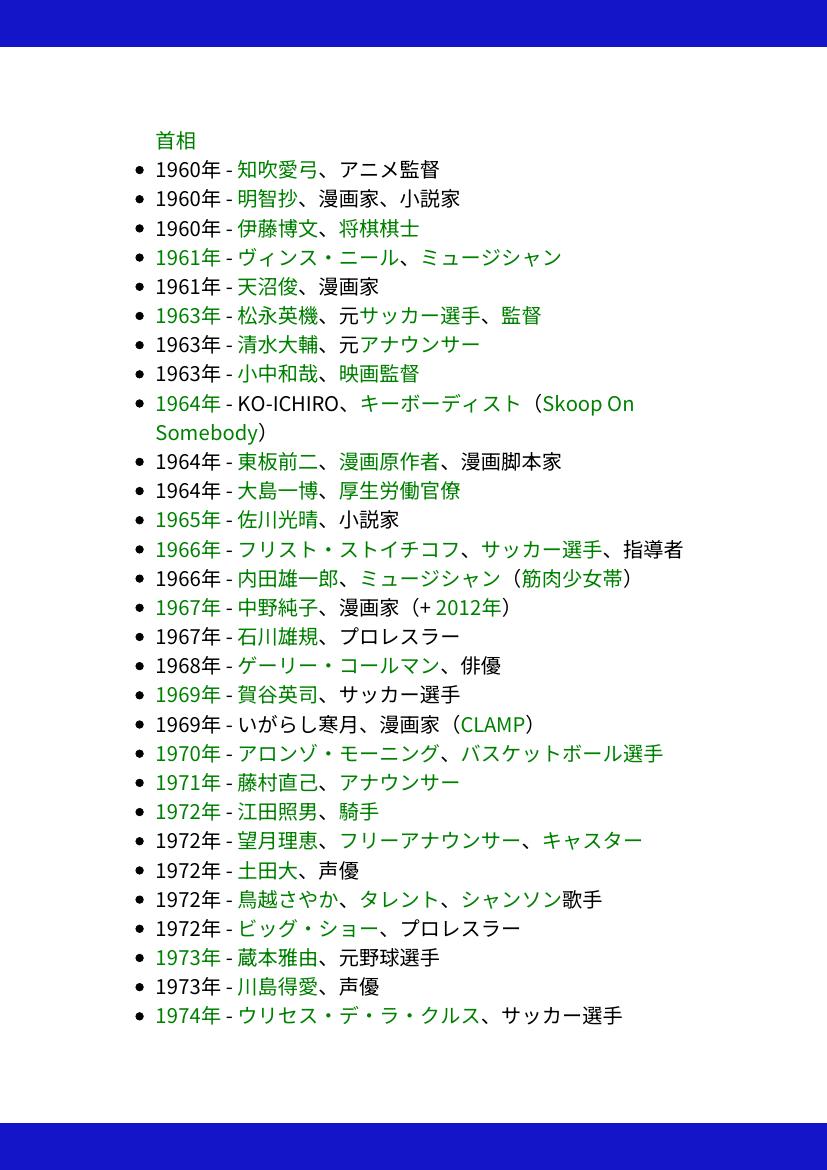 首相
• 1960年 - 知吹愛弓、アニメ監督
• 1960年 - 明智抄、漫画家、小説家
• 1960年 - 伊藤博文、将棋棋士
• 1961年 - ヴィンス・ニール、ミュージシャン
• 1961年 - 天沼俊、漫画家
• 1963年 - 松永英機、元サッカー選手、監督
• 1963年 - 清水大輔、元アナウンサー
• 1963年 - 小中和哉、映画監督
• 1964年 - KO-ICHIRO、キーボーディスト（Skoop On
Somebody）
• 1964年 - 東板前二、漫画原作者、漫画脚本家
• 1964年 - 大島一博、厚生労働官僚
• 1965年 - 佐川光晴、小説家
• 1966年 - フリスト・ストイチコフ、サッカー選手、指導者
• 1966年 - 内田雄一郎、ミュージシャン（筋肉少女帯）
• 1967年 - 中野純子、漫画家（+ 2012年）
• 1967年 - 石川雄規、プロレスラー
• 1968年 - ゲーリー・コールマン、俳優
• 1969年 - 賀谷英司、サッカー選手
• 1969年 - いがらし寒月、漫画家（CLAMP）
• 1970年 - アロンゾ・モーニング、バスケットボール選手
• 1971年 - 藤村直己、アナウンサー
• 1972年 - 江田照男、騎手
• 1972年 - 望月理恵、フリーアナウンサー、キャスター
• 1972年 - 土田大、声優
• 1972年 - 鳥越さやか、タレント、シャンソン歌手
• 1972年 - ビッグ・ショー、プロレスラー
• 1973年 - 蔵本雅由、元野球選手
• 1973年 - 川島得愛、声優
• 1974年 - ウリセス・デ・ラ・クルス、サッカー選手